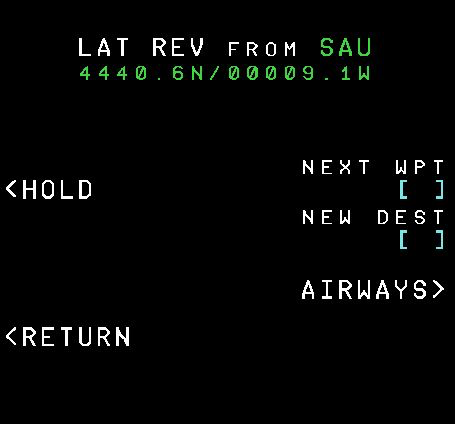 LAT REV FROM SAU
4440.6N/00009.1W
NEXT WPT
<HOLD [ ]
NEW DEST
[ ]
AIRWAYS>
<RETURN